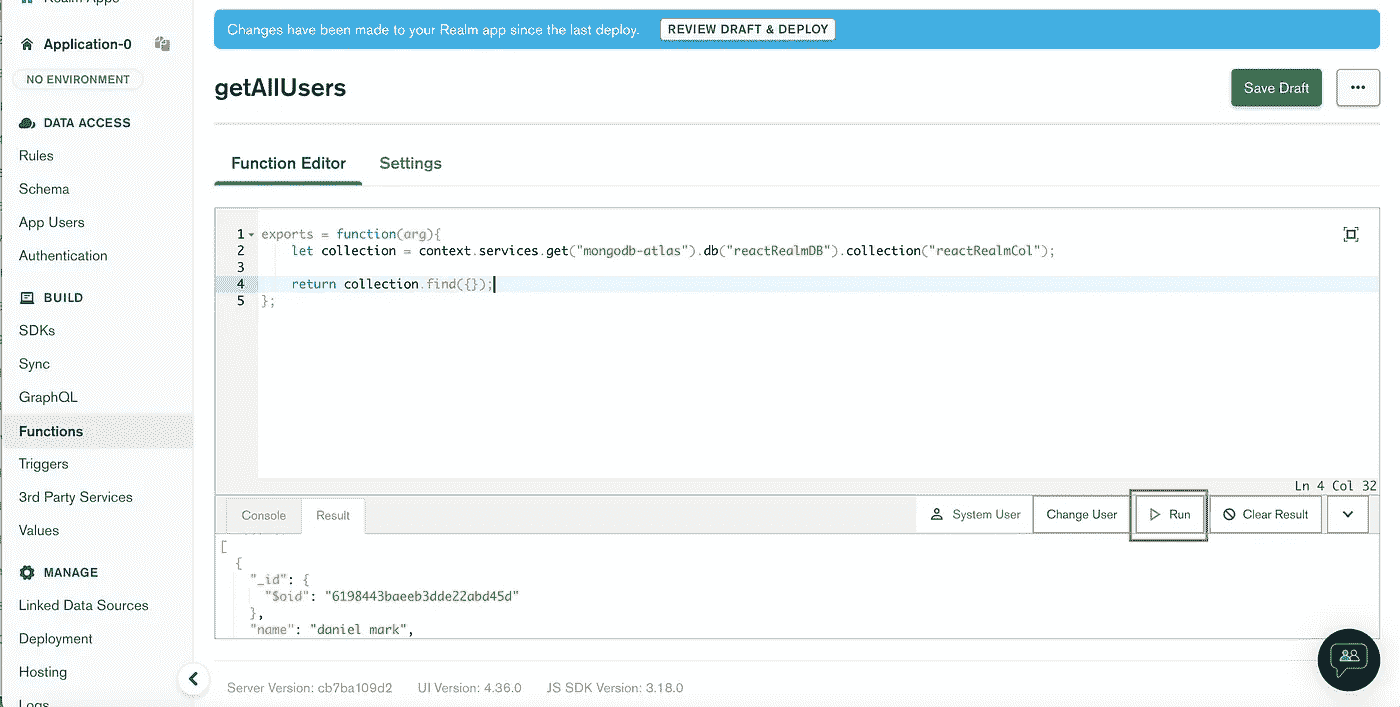 Realm Apps
Changes have been made to your Realm app since the last deploy. REVIEW DRAFT & DEPLOY
Application-0
NO ENVIRONMENT
getAllUsers
Save Draft
•••
DATA ACCESS
Rules
Schema
App Users
Authentication
BUILD
SDKs
Sync
GraphQL
Functions
Triggers
3rd Party Services
Values
MANAGE
Linked Data Sources
Deployment
Hosting
Logs
Function Editor Settings
1 exports = function(arg){
2 let collection = context.services.get("mongodb-atlas").db("reactRealmDB").collection("reactRealmCol");
3
4 return collection.find({});
5 };
Ln 4 Col 32
Console Result System User Change User Run Clear Result
[
{
"_id": {
"$oid": "6198443baeeb3dde22abd45d"
},
"name": "daniel mark",
Server Version: cb7ba109d2 UI Version: 4.36.0 JS SDK Version: 3.18.0